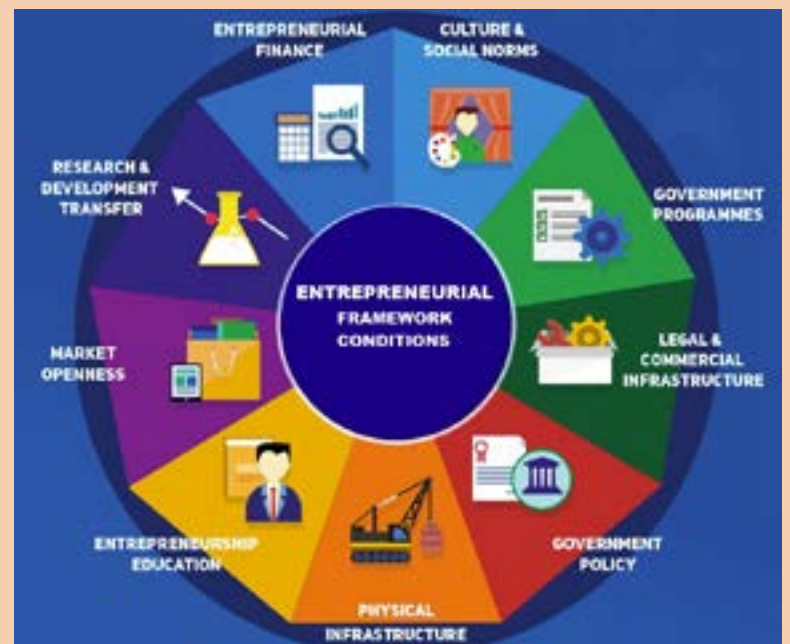 ENTREPRENEURIAL
FINANCE
CULTURE &
SOCIAL NORMS
GOVERNMENT
PROGRAMMES
LEGAL &
COMMERCIAL
INFRASTRUCTURE
GOVERNMENT
POLICY
PHYSICAL
INFRASTRUCTURE
ENTREPRENEURSHIP
EDUCATION
MARKET
OPENNESS
RESEARCH &
DEVELOPMENT
TRANSFER
ENTREPRENEURIAL
FRAMEWORK
CONDITIONS